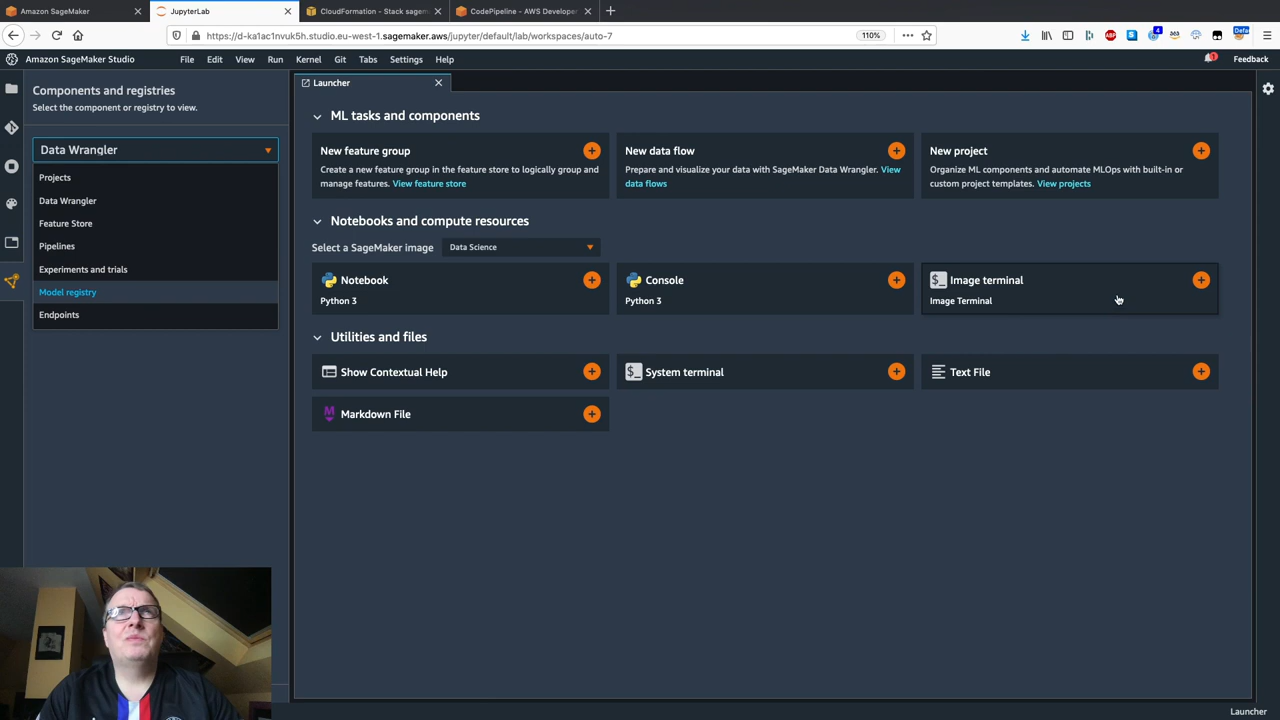 Amazon SageMaker
JupyterLab
CloudFormation - Stack sagem
CodePipeline - AWS Developer
https://d-ka1ac1nvuk5h.studio.eu-west-1.sagemaker.aws/jupyter/default/lab/workspaces/auto-7
110%
4
Defa
Amazon SageMaker Studio
File
Edit
View
Run
Kernel
Git
Tabs
Settings
Help
1
Feedback
Components and registries
Select the component or registry to view.
Data Wrangler
Projects
Data Wrangler
Feature Store
Pipelines
Experiments and trials
Model registry
Endpoints
Launcher
ML tasks and components
New feature group
Create a new feature group in the feature store to logically group and
manage features. View feature store
New data flow
Prepare and visualize your data with SageMaker Data Wrangler. View
data flows
New project
Organize ML components and automate MLOps with built-in or
custom project templates. View projects
Notebooks and compute resources
Select a SageMaker image
Data Science
Notebook
Python 3
Console
Python 3
$_ Image terminal
Image Terminal
Utilities and files
Show Contextual Help
$_ System terminal
Text File
M Markdown File
Launcher